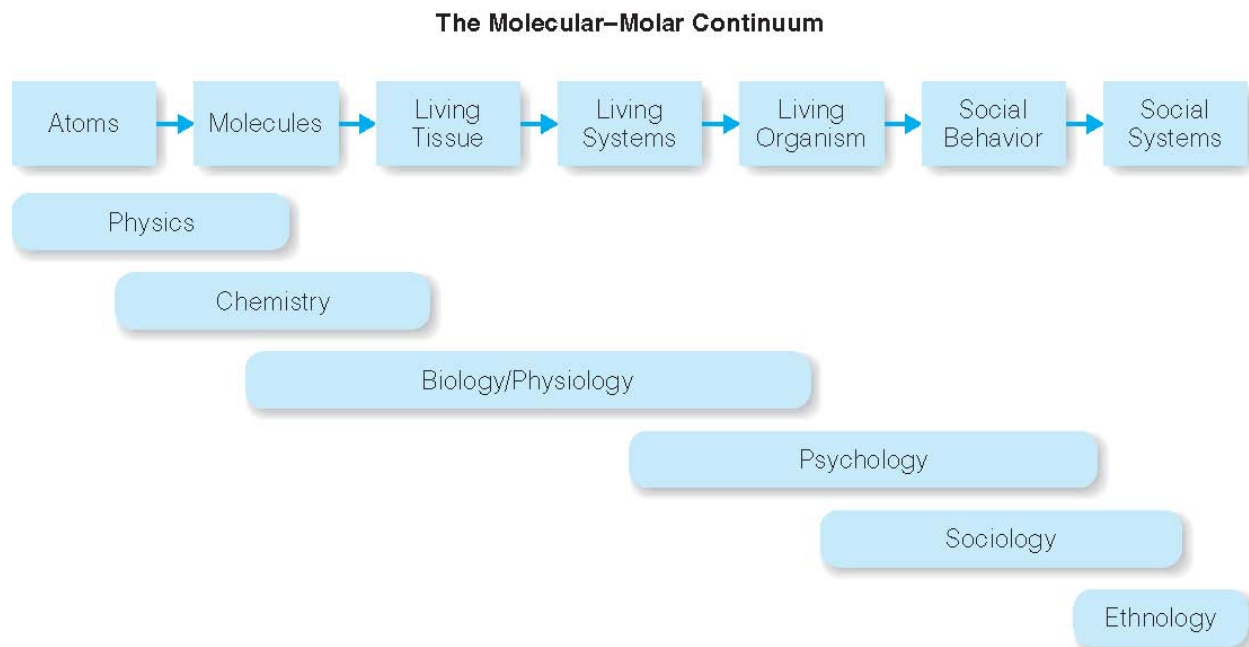 The Molecular–Molar Continuum
Atoms
Molecules
Living
Tissue
Living
Systems
Living
Organism
Social
Behavior
Social
Systems
Physics
Chemistry
Biology/Physiology
Psychology
Sociology
Ethnology